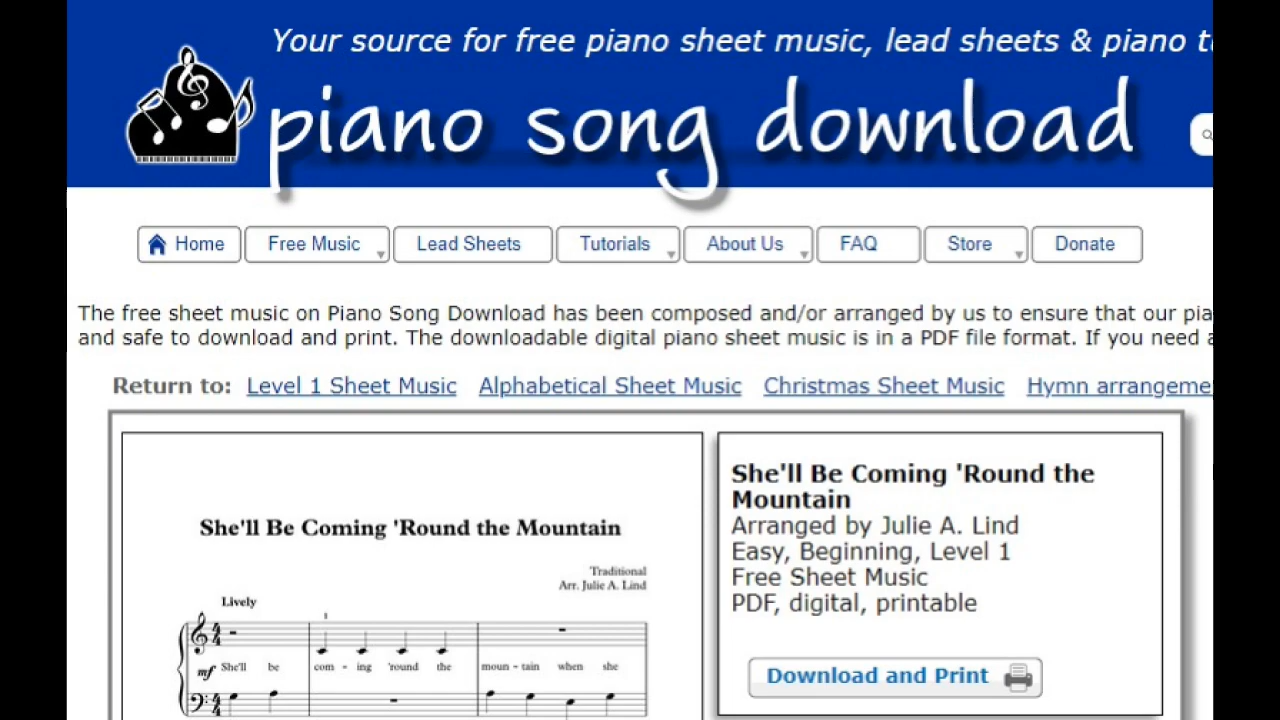 Your source for free piano sheet music, lead sheets & piano
piano song download
Home Free Music Lead Sheets Tutorials About Us FAQ Store Donate
The free sheet music on Piano Song Download has been composed and/or arranged by us to ensure that our
and safe to download and print. The downloadable digital piano sheet music is in a PDF file format. If you need
Return to: Level 1 Sheet Music Alphabetical Sheet Music Christmas Sheet Music Hymn
She'll Be Coming 'Round the Mountain
Traditional
Arr. Julie A. Lind
Lively
1
4 4
mf She'll be com - ing 'round the moun - tain when she
4 4
She'll Be Coming 'Round the
Mountain
Arranged by Julie A. Lind
Easy, Beginning, Level 1
Free Sheet Music
PDF, digital, printable
Download and Print